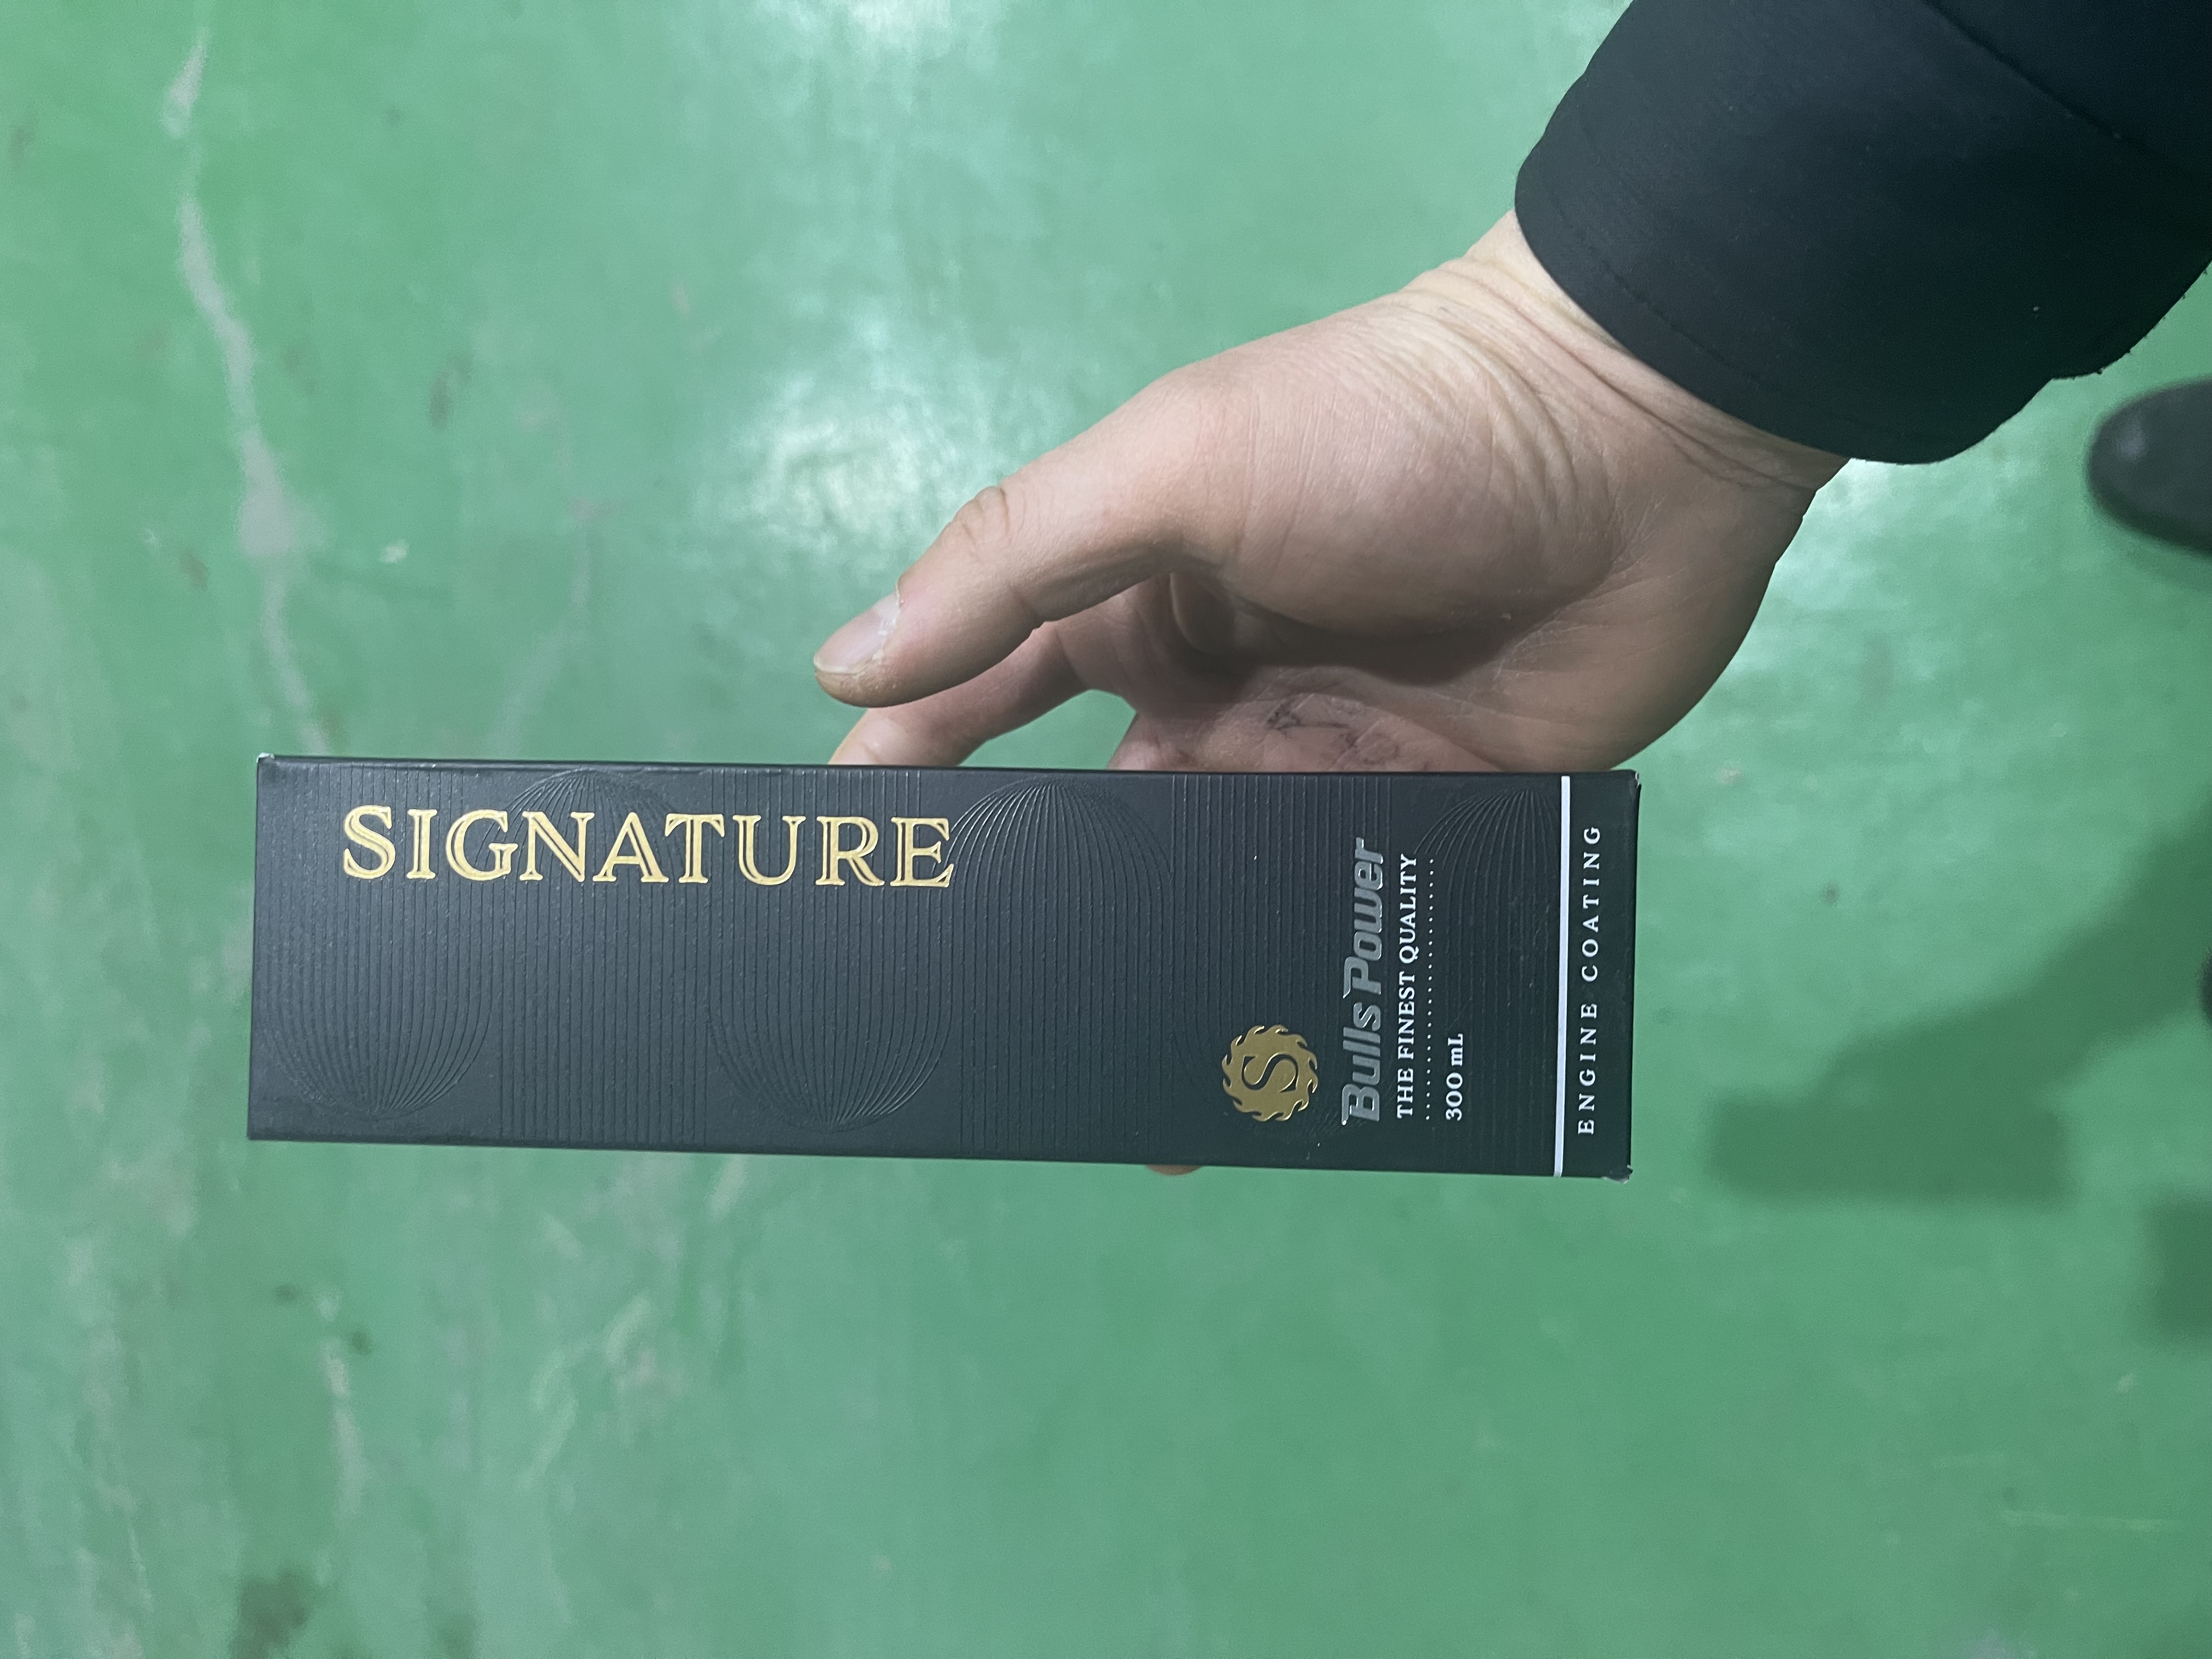 SIGNATURE
S
Bulls Power
THE FINEST QUALITY
300 mL
ENGINE COATING